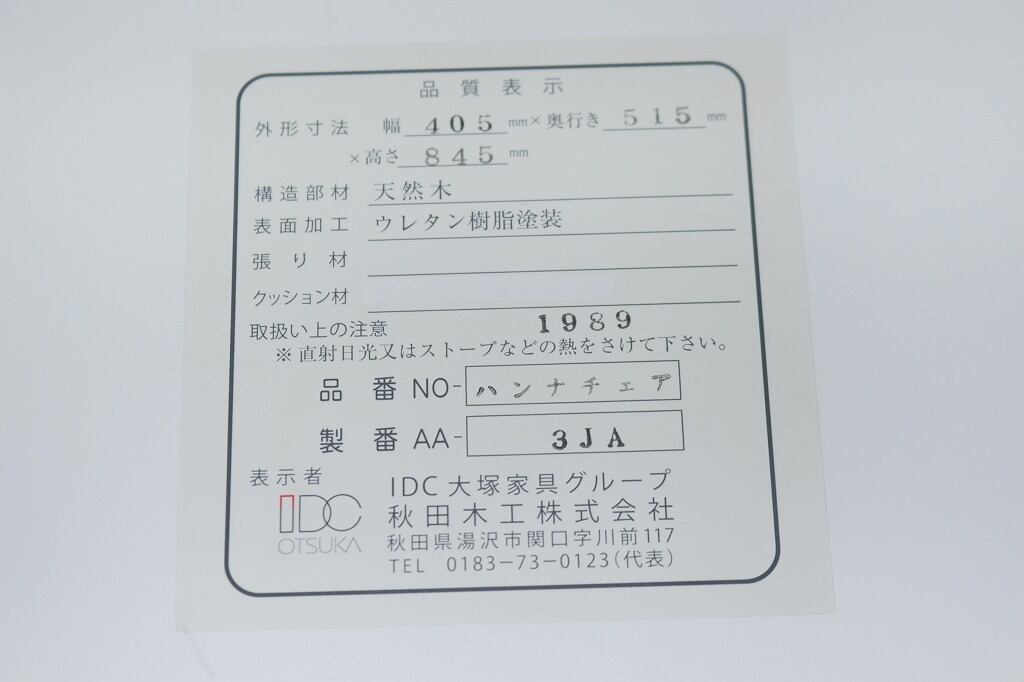 品質表示
外形寸法 幅 405 mm × 奥行き 515 mm
× 高さ 845 mm
構造部材 天然木
表面加工 ウレタン樹脂塗装
張り材
クッション材
取扱い上の注意 1989
※直射日光又はストーブなどの熱をさけて下さい。
品番 NO- ハンナチェア
製番 AA- 3JA
表示者
IDC OTSUKA
IDC 大塚家具グループ
秋田木工株式会社
秋田県湯沢市関口字川前117
TEL 0183-73-0123(代表)